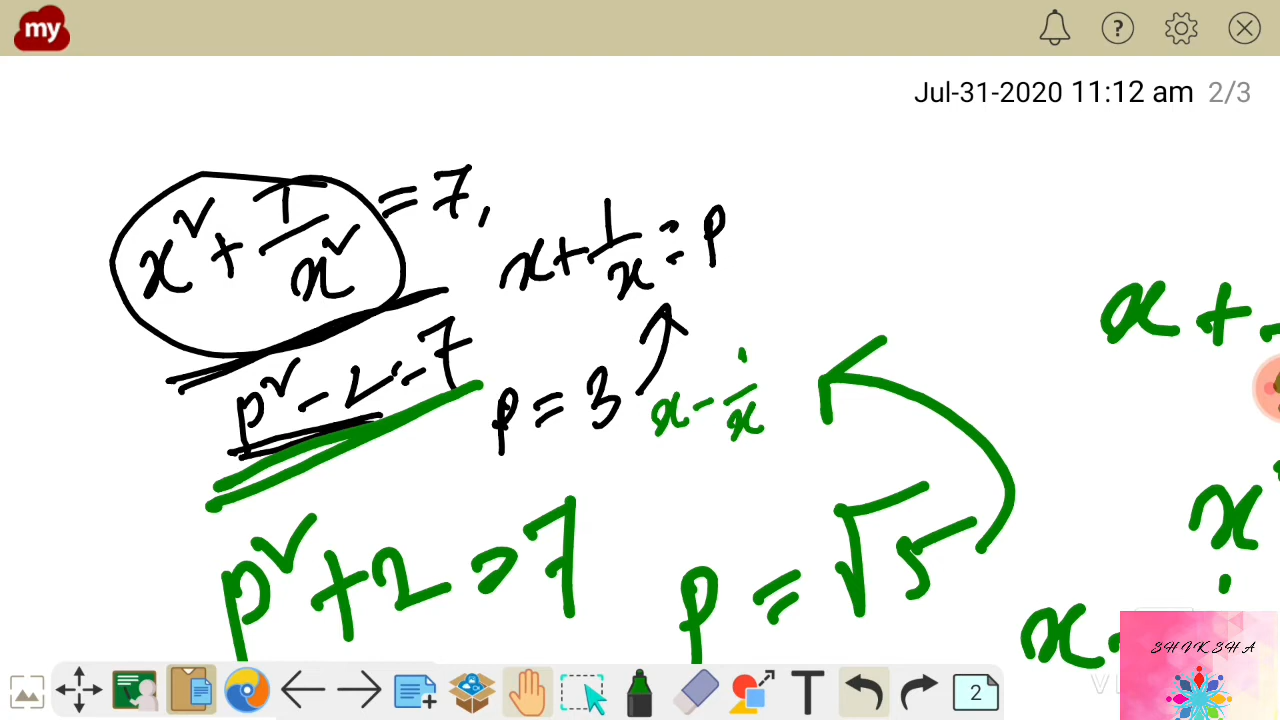 my
Jul-31-2020 11:12 am 2/3
x² + 1/x² = 7, x + 1/x = p
p² - 2 = 7 p = 3 x - 1/x
x +
p² + 2 = 7 p = √5 x
x -
SHIKSHA
2